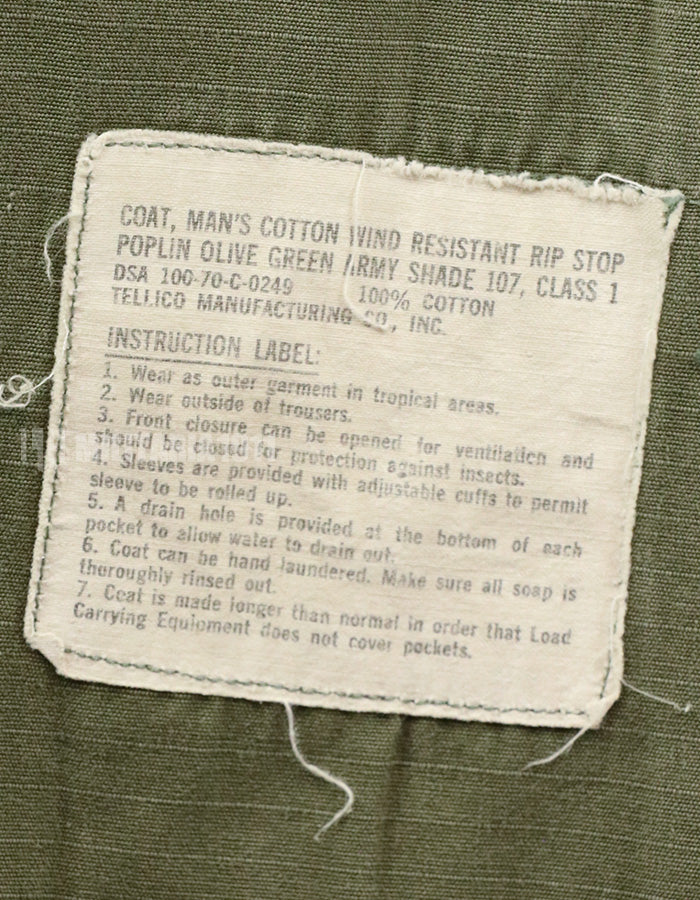 COAT, MAN'S COTTON WIND RESISTANT RIP STOP
POPLIN OLIVE GREEN ARMY SHADE 107, CLASS 1
DSA 100-70-C-0249 100% COTTON
TELLICO MANUFACTURING CO., INC.
INSTRUCTION LABEL:
1. Wear as outer garment in tropical areas.
2. Wear outside of trousers.
3. Front closure can be opened for ventilation and
should be closed for protection against insects.
4. Sleeves are provided with adjustable cuffs to permit
sleeve to be rolled up.
5. A drain hole is provided at the bottom of each
pocket to allow water to drain out.
6. Coat can be hand laundered. Make sure all soap is
thoroughly rinsed out.
7. Coat is made longer than normal in order that Load
Carrying Equipment does not cover pockets.